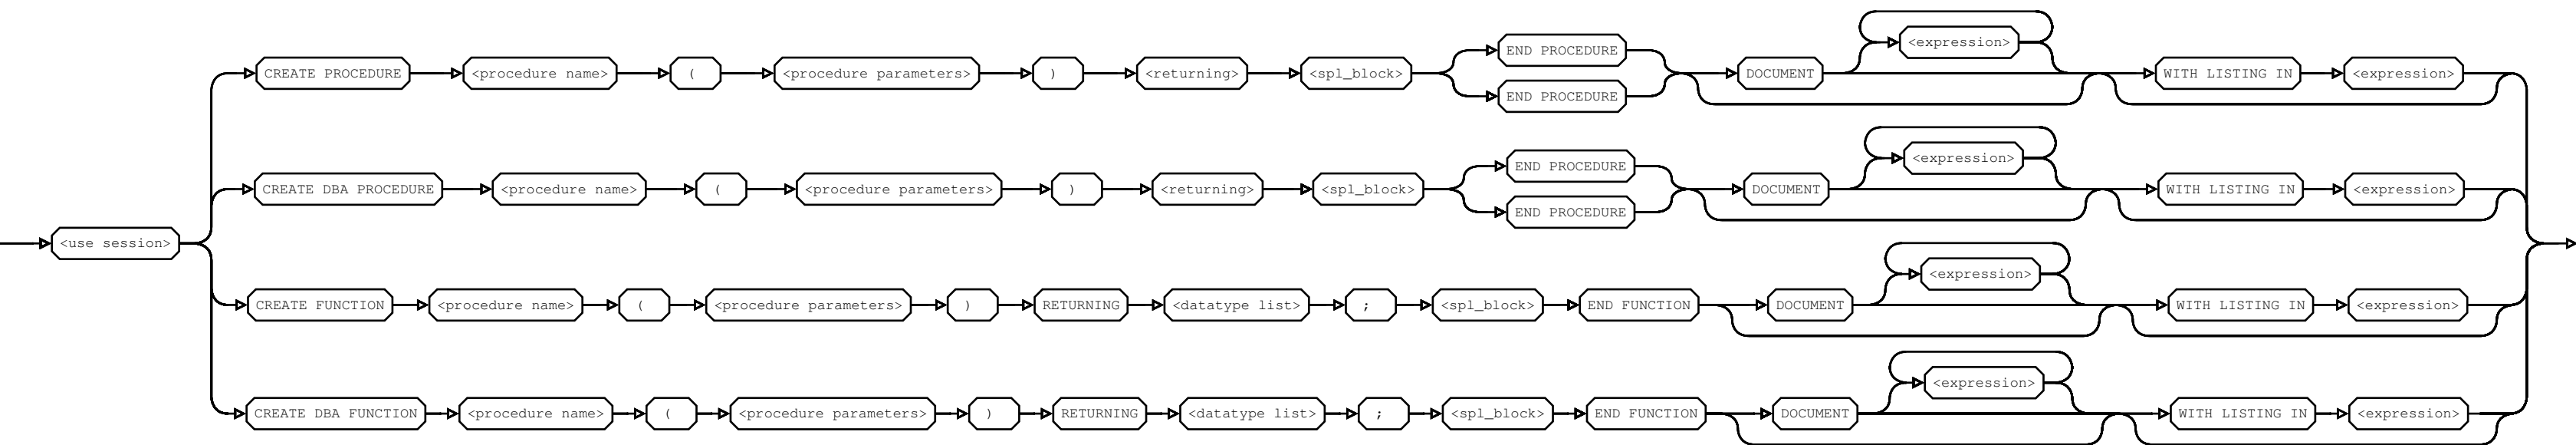 <expression>
END PROCEDURE
CREATE PROCEDURE <procedure name> ( <procedure parameters> ) <returning> <spl_block> DOCUMENT WITH LISTING IN <expression>
END PROCEDURE
<expression>
END PROCEDURE
CREATE DBA PROCEDURE <procedure name> ( <procedure parameters> ) <returning> <spl_block> DOCUMENT WITH LISTING IN <expression>
END PROCEDURE
<use session>
<expression>
CREATE FUNCTION <procedure name> ( <procedure parameters> ) RETURNING <datatype list> ; <spl_block> END FUNCTION DOCUMENT WITH LISTING IN <expression>
<expression>
CREATE DBA FUNCTION <procedure name> ( <procedure parameters> ) RETURNING <datatype list> ; <spl_block> END FUNCTION DOCUMENT WITH LISTING IN <expression>